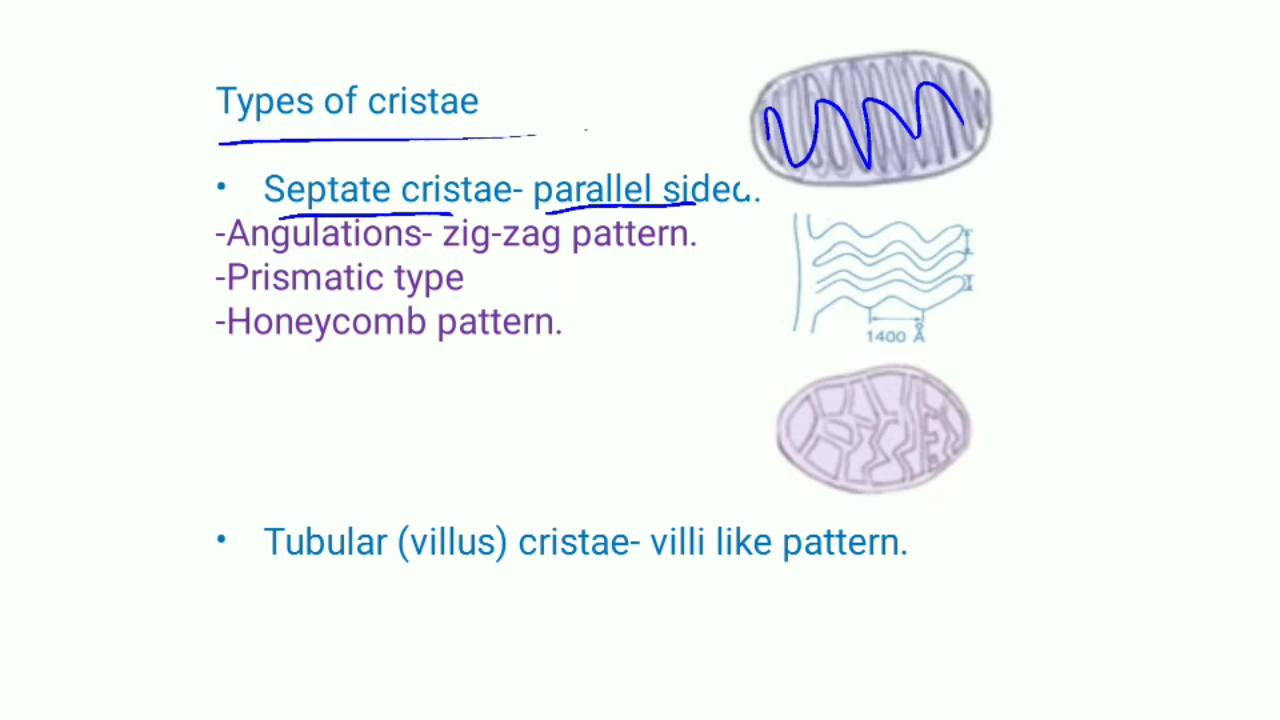 Types of cristae
• Septate cristae- parallel sided.
-Angulations- zig-zag pattern.
-Prismatic type
-Honeycomb pattern.
1400 Å
• Tubular (villus) cristae- villi like pattern.